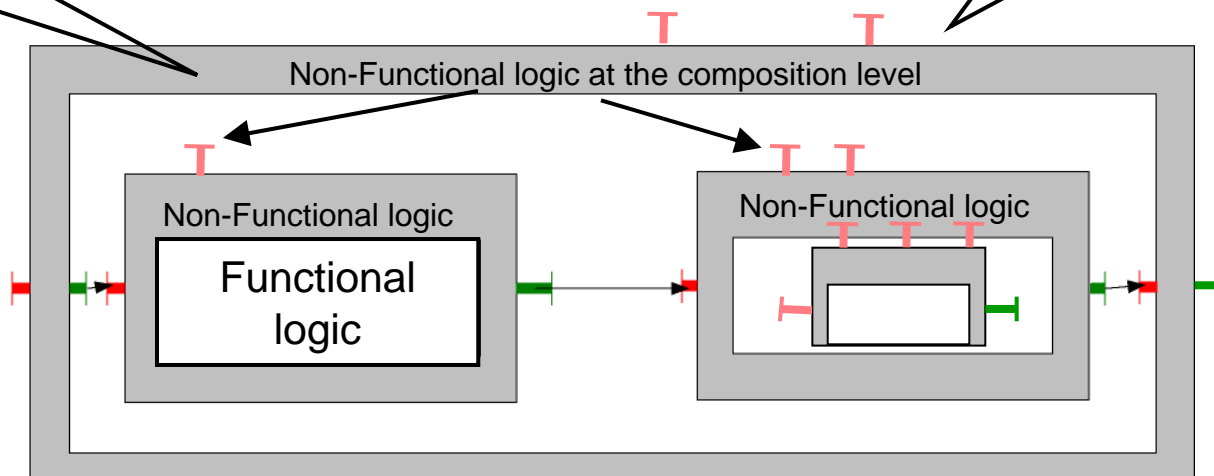 Non-Functional logic at the composition level
Non-Functional logic
Functional
logic
Non-Functional logic